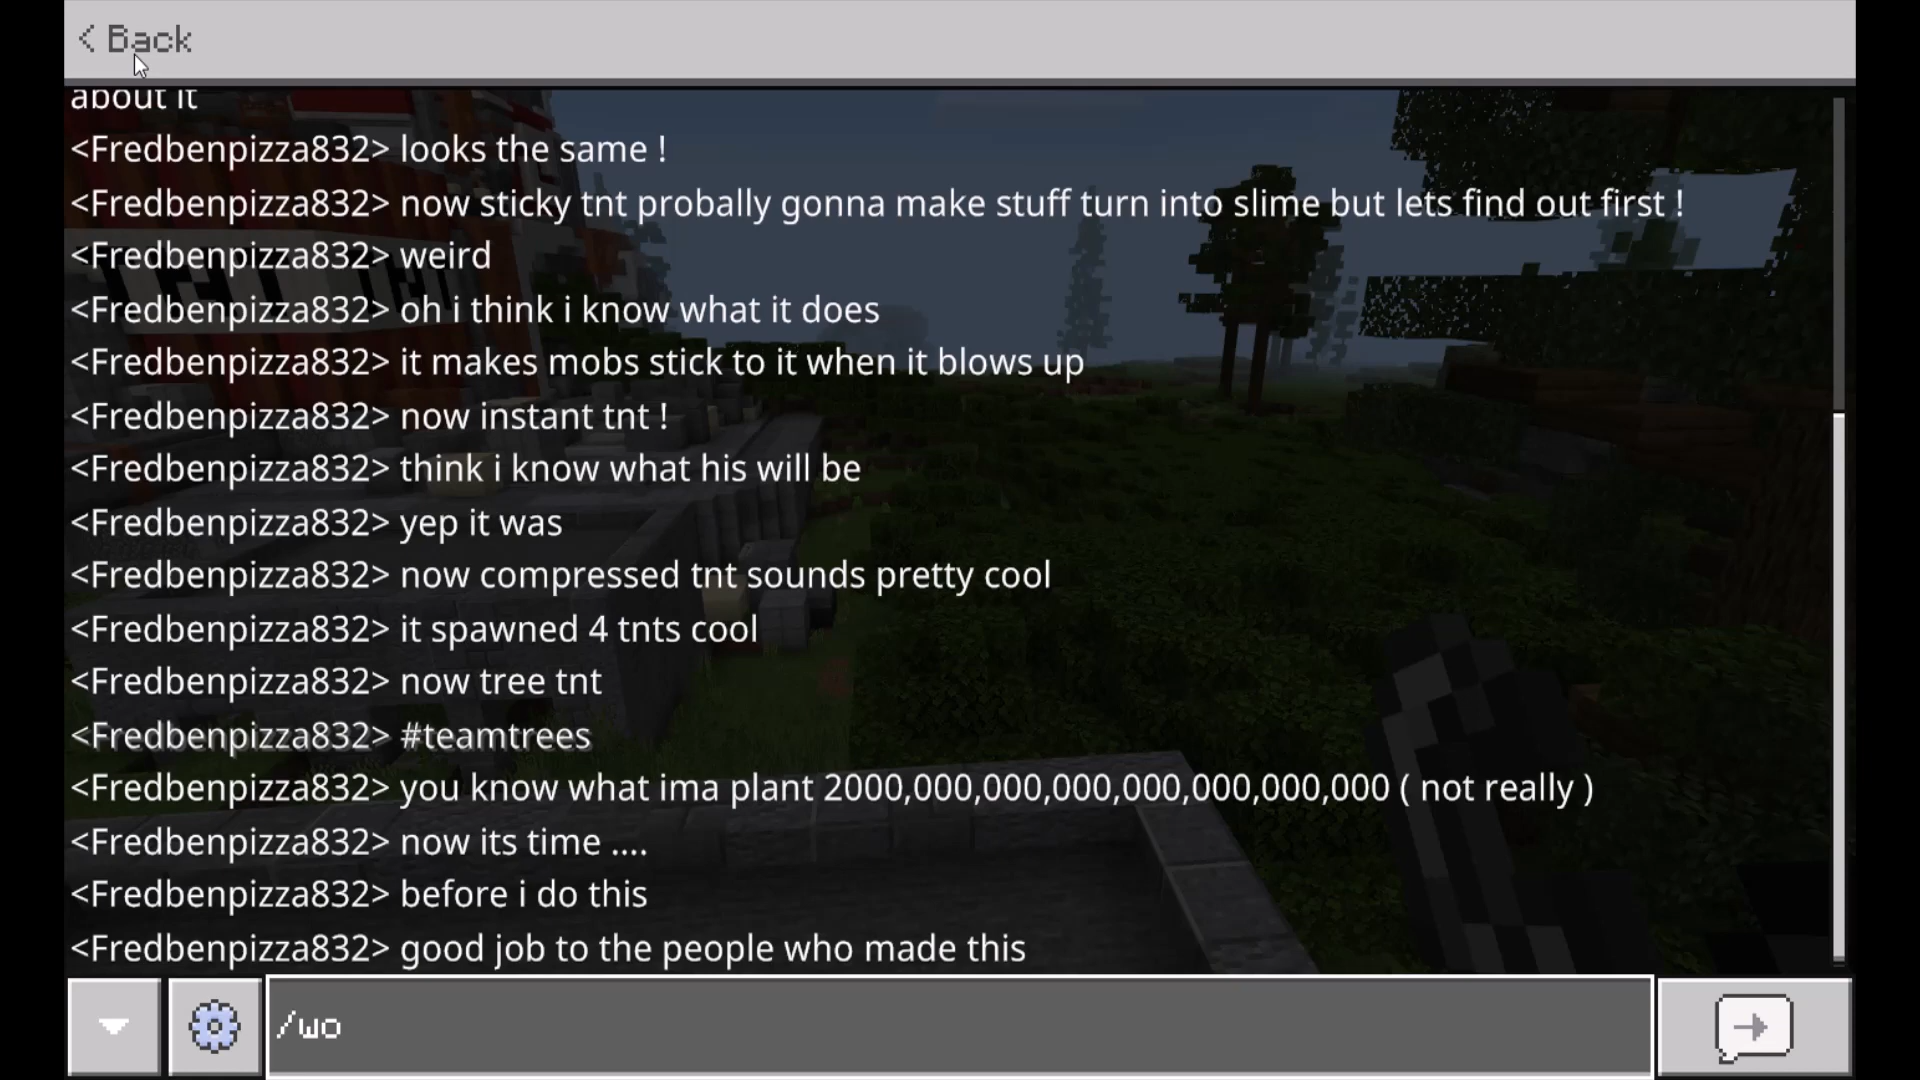 < Back
about it
<Fredbenpizza832> looks the same !
<Fredbenpizza832> now sticky tnt probally gonna make stuff turn into slime but lets find out first !
<Fredbenpizza832> weird
<Fredbenpizza832> oh i think i know what it does
<Fredbenpizza832> it makes mobs stick to it when it blows up
<Fredbenpizza832> now instant tnt !
<Fredbenpizza832> think i know what his will be
<Fredbenpizza832> yep it was
<Fredbenpizza832> now compressed tnt sounds pretty cool
<Fredbenpizza832> it spawned 4 tnts cool
<Fredbenpizza832> now tree tnt
<Fredbenpizza832> #teamtrees
<Fredbenpizza832> you know what ima plant 2000,000,000,000,000,000,000,000 ( not really )
<Fredbenpizza832> now its time ....
<Fredbenpizza832> before i do this
<Fredbenpizza832> good job to the people who made this
/wo